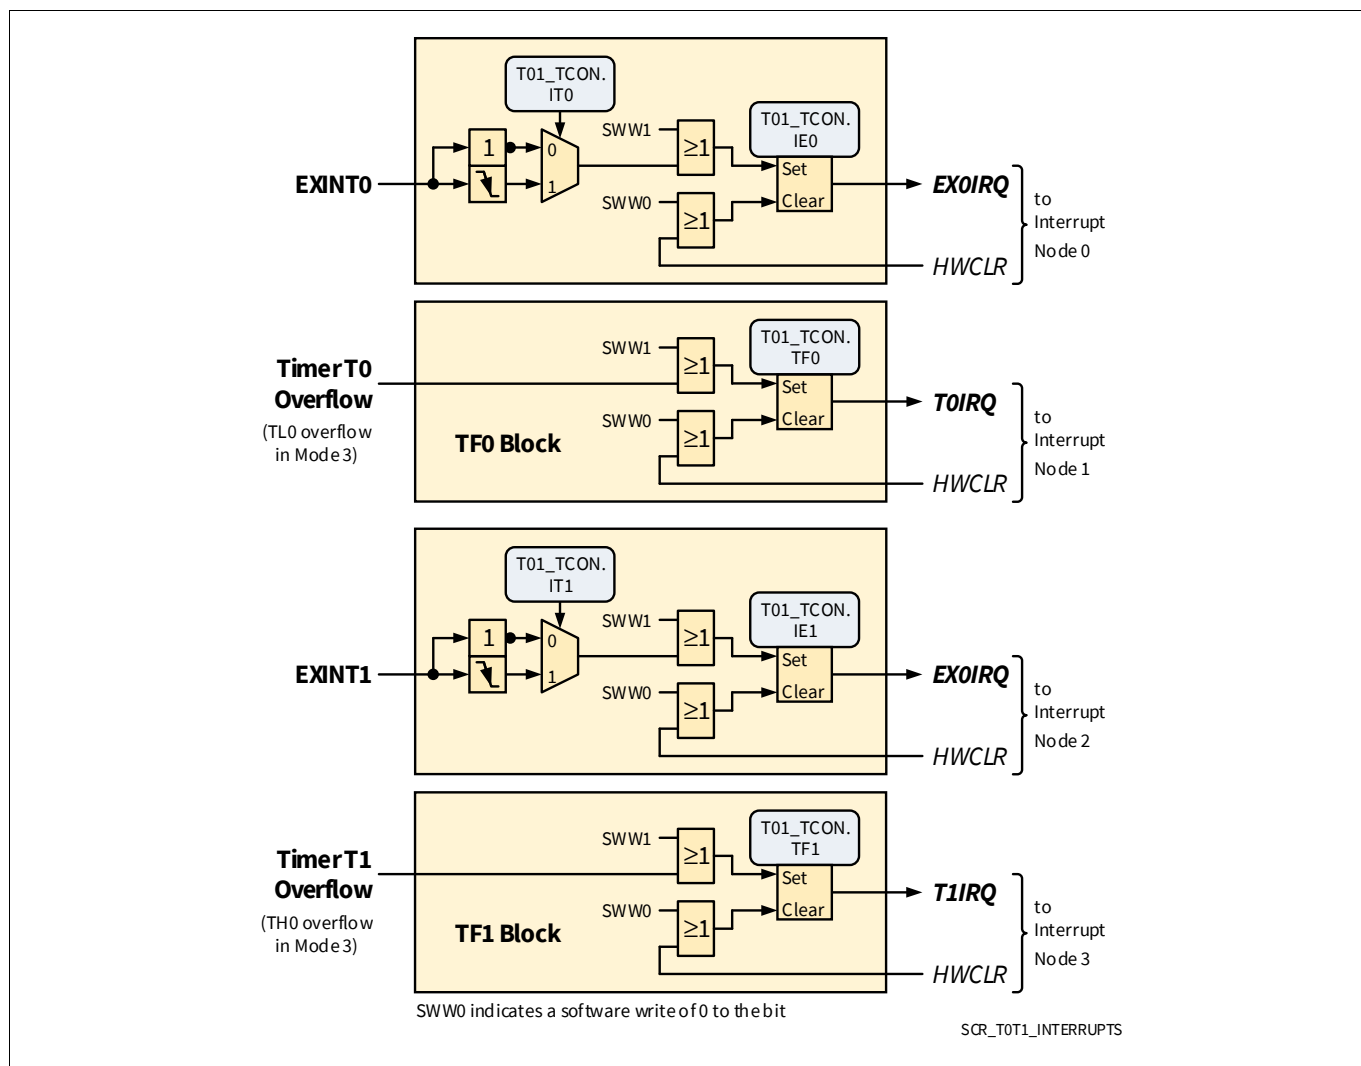 T01_TCON.
IT0
T01_TCON.
IE0
SWW1
≥1
1
0
1
Set
EXINT0
EX0IRQ
SWW0
≥1
Clear
HWCLR
to
Interrupt
Node 0
T01_TCON.
TF0
SWW1
≥1
Timer T0
Overflow
(TL0 overflow
in Mode 3)
Set
T0IRQ
SWW0
≥1
Clear
TF0 Block
HWCLR
to
Interrupt
Node 1
T01_TCON.
IT1
T01_TCON.
IE1
SWW1
≥1
1
0
1
Set
EXINT1
EX0IRQ
SWW0
≥1
Clear
HWCLR
to
Interrupt
Node 2
T01_TCON.
TF1
SWW1
≥1
Timer T1
Overflow
(TH0 overflow
in Mode 3)
Set
T1IRQ
SWW0
≥1
Clear
TF1 Block
HWCLR
to
Interrupt
Node 3
SWW0 indicates a software write of 0 to the bit
SCR_T0T1_INTERRUPTS